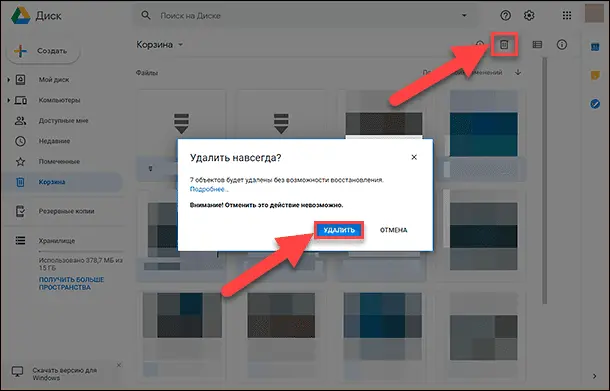 Диск
Поиск на Диске
Создать
Мой диск
Компьютеры
Доступные мне
Недавние
Помеченные
Корзина
Резервные копии
Хранилище
Использовано 378,7 МБ из
15 ГБ
ПОЛУЧИТЬ БОЛЬШЕ
ПРОСТРАНСТВА
Скачать версию для
Windows
Корзина
Файлы
Удалить навсегда?
7 объектов будет удалены без возможности восстановления.
Подробнее...
Внимание! Отменить это действие невозможно.
УДАЛИТЬ
ОТМЕНА